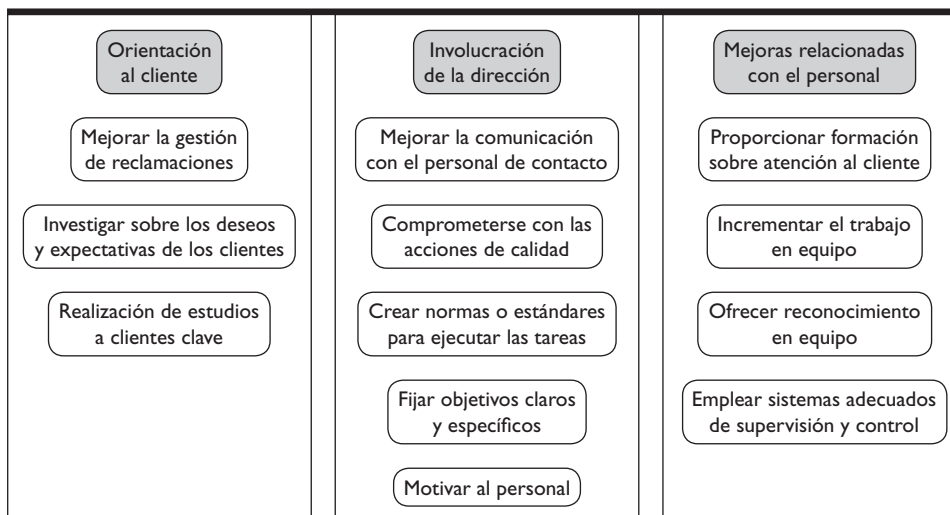 Orientación
al cliente
Mejorar la gestión
de reclamaciones
Investigar sobre los deseos
y expectativas de los clientes
Realización de estudios
a clientes clave
Involucración
de la dirección
Mejorar la comunicación
con el personal de contacto
Comprometerse con las
acciones de calidad
Crear normas o estándares
para ejecutar las tareas
Fijar objetivos claros
y específicos
Motivar al personal
Mejoras relacionadas
con el personal
Proporcionar formación
sobre atención al cliente
Incrementar el trabajo
en equipo
Ofrecer reconocimiento
en equipo
Emplear sistemas adecuados
de supervisión y control